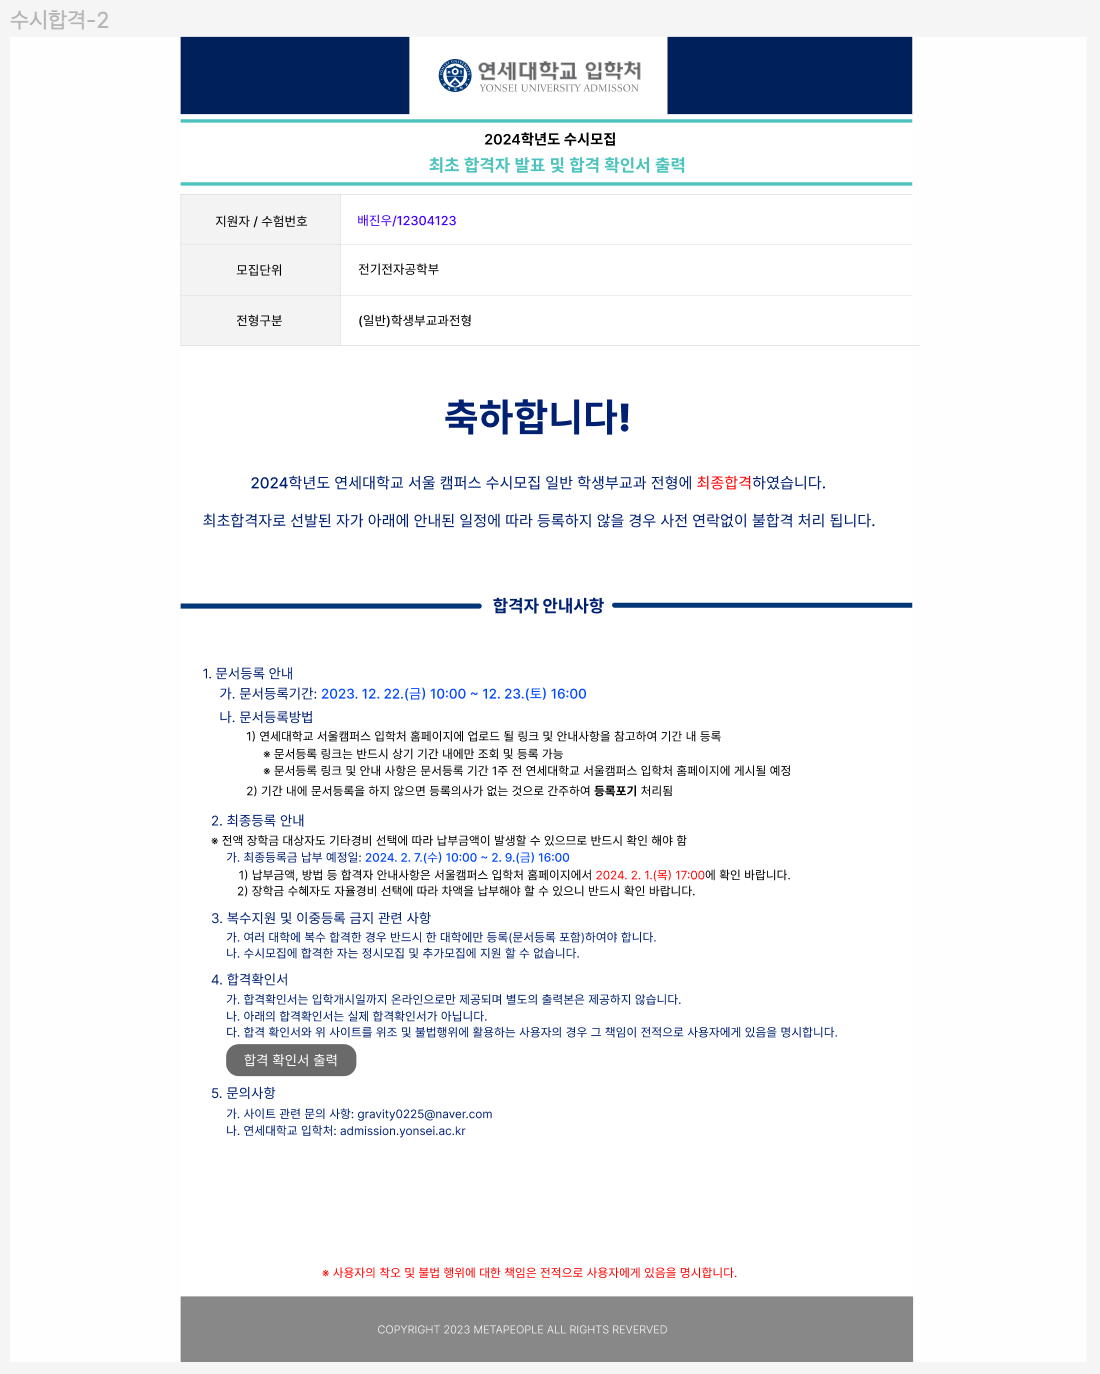 수시합격-2
연세대학교 입학처
YONSEI UNIVERSITY ADMISSON
2024학년도 수시모집
최초 합격자 발표 및 합격 확인서 출력
지원자 / 수험번호
배진우/12304123
모집단위
전기전자공학부
전형구분
(일반)학생부교과전형
축하합니다!
2024학년도 연세대학교 서울 캠퍼스 수시모집 일반 학생부교과 전형에 최종합격하였습니다.
최초합격자로 선발된 자가 아래에 안내된 일정에 따라 등록하지 않을 경우 사전 연락없이 불합격 처리 됩니다.
합격자 안내사항
1. 문서등록 안내
가. 문서등록기간: 2023. 12. 22.(금) 10:00 ~ 12. 23.(토) 16:00
나. 문서등록방법
1) 연세대학교 서울캠퍼스 입학처 홈페이지에 업로드 될 링크 및 안내사항을 참고하여 기간 내 등록
※ 문서등록 링크는 반드시 상기 기간 내에만 조회 및 등록 가능
※ 문서등록 링크 및 안내 사항은 문서등록 기간 1주 전 연세대학교 서울캠퍼스 입학처 홈페이지에 게시될 예정
2) 기간 내에 문서등록을 하지 않으면 등록의사가 없는 것으로 간주하여 등록포기 처리됨
2. 최종등록 안내
※ 전액 장학금 대상자도 기타경비 선택에 따라 납부금액이 발생할 수 있으므로 반드시 확인 해야 함
가. 최종등록금 납부 예정일: 2024. 2. 7.(수) 10:00 ~ 2. 9.(금) 16:00
1) 납부금액, 방법 등 합격자 안내사항은 서울캠퍼스 입학처 홈페이지에서 2024. 2. 1.(목) 17:00에 확인 바랍니다.
2) 장학금 수혜자도 자율경비 선택에 따라 차액을 납부해야 할 수 있으니 반드시 확인 바랍니다.
3. 복수지원 및 이중등록 금지 관련 사항
가. 여러 대학에 복수 합격한 경우 반드시 한 대학에만 등록(문서등록 포함)하여야 합니다.
나. 수시모집에 합격한 자는 정시모집 및 추가모집에 지원 할 수 없습니다.
4. 합격확인서
가. 합격확인서는 입학개시일까지 온라인으로만 제공되며 별도의 출력본은 제공하지 않습니다.
나. 아래의 합격확인서는 실제 합격확인서가 아닙니다.
다. 합격 확인서와 위 사이트를 위조 및 불법행위에 활용하는 사용자의 경우 그 책임이 전적으로 사용자에게 있음을 명시합니다.
합격 확인서 출력
5. 문의사항
가. 사이트 관련 문의 사항: gravity0225@naver.com
나. 연세대학교 입학처: admission.yonsei.ac.kr
※ 사용자의 착오 및 불법 행위에 대한 책임은 전적으로 사용자에게 있음을 명시합니다.
COPYRIGHT 2023 METAPEOPLE ALL RIGHTS REVERVED